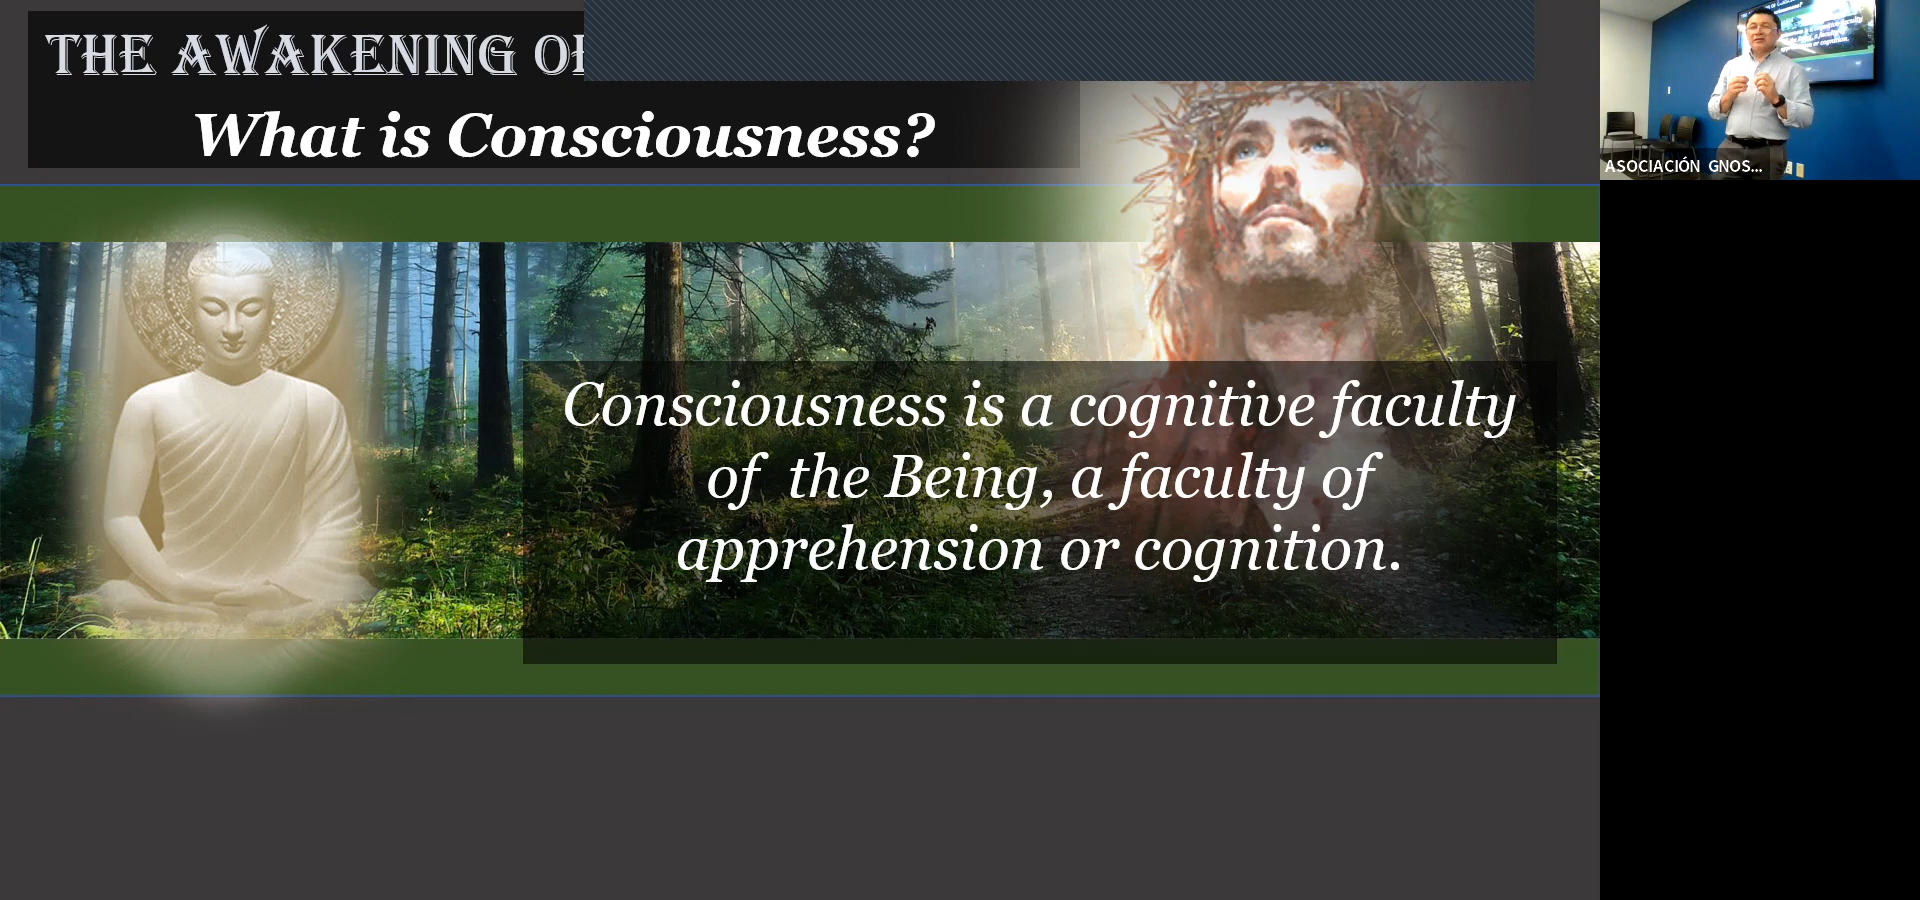 THE AWAKENING OF
What is Consciousness?
Consciousness is a cognitive faculty
of the Being, a faculty of
apprehension or cognition.
ASOCIACIÓN GNOS...